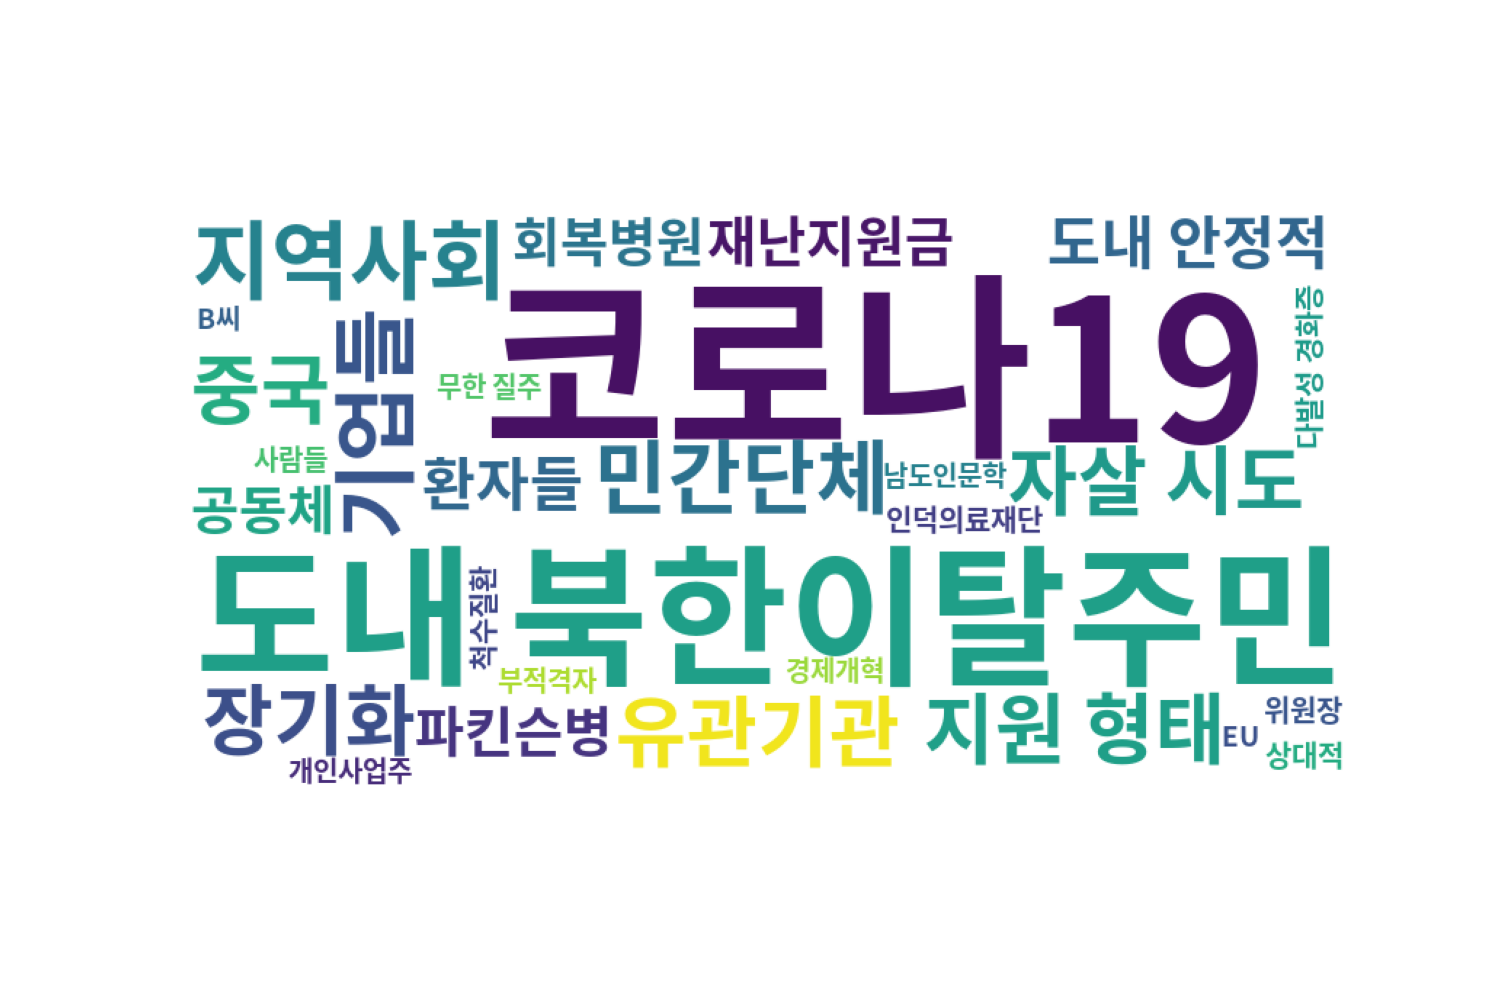 지역사회
회복병원
재난지원금
도내 안정적
B씨
코로나19
다발성 경화증
중국
기업들
무한 질주
사람들
환자들
민간단체
남도인문학
자살 시도
공동체
인덕의료재단
도내 북한이탈주민
척수질환
부적격자
경제개혁
장기화
파킨슨병
유관기관
지원 형태
EU
위원장
상대적
개인사업주